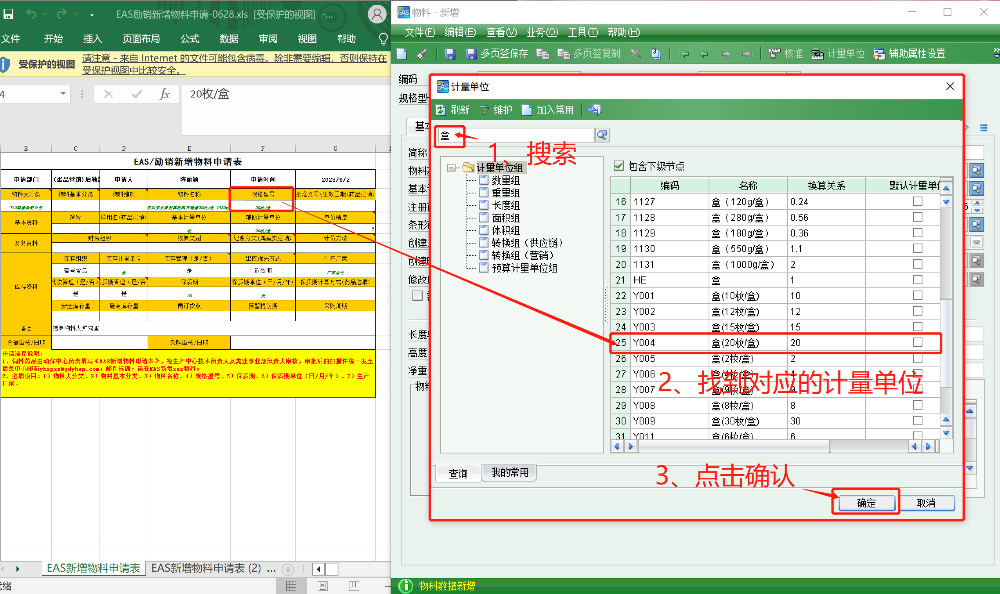 EAS励销新增物料申请-0628.xls [受保护的视图] -...
文件 开始 插入 页面布局 公式 数据 审阅 视图 帮助
受保护的视图 请注意 - 来自 Internet 的文件可能包含病毒。除非需要编辑，否则保持在
受保护视图中比较安全。
4 fx 20枚/盒
B C D E F G
EAS/励销新增物料申请表
申请部门 (蛋品营销)后勤 申请人 陈丽颖 申请时间 2023/6/2
物料大分类 物料基本分类 物料编码 物料名称 规格型号 批准文号\生效日期(药品必填)
20枚/盒
基本资料 简称 通用名(药品必填) 基本计量单位 辅助计量单位 单价精度
枚 20枚/盒 6
财务资料 财务组织 核算类别 记账分类(鸡蛋类必填) 计价方法
库存资料 库存组织 库存计量单位 库存管理（是/否） 出库优先方式 生产厂家
壹号食品 盒 是 近效期 广东壹号
批次管理（是/否） 保质期管理（是/否 保质期 保质期单位（日/月/年） 保质期计算方式(药品必填)
是 是 30 天
安全库存量 最高库存量 再订货点 预警提前期 采购周期
备注 结算物料为鲜鸡蛋
仓储审核/日期 采购审核/日期
申请流程说明：
1、饲料药品由动保中心负责填写《EAS新增物料申请表》，经生产中心技术负责人及禽业事业部负责人审核；审批后的扫描件统一发至
信息中心邮箱yhspxx@gdyhsp.com；邮件标题：请在EAS新增xxx物料；
2、必填项目：1）物料大分类、2）物料基本分类、3）物料名称、4）规格型号、5）保质期、6）保质期单位（日/月/年）、7）生产
厂家。
EAS新增物料申请表 EAS新增物料申请表 (2) ...
绪
EAS 物料 - 新增
文件(F) 编辑(E) 查看(V) 业务(O) 工具(T) 帮助(H)
多页签保存 多页签复制 核准 计量单位 辅助属性设置
编码
规格型
基本
简称
物料
基本
注册
条形
创建
创建
修改
长度
高度
净重
物料
EAS 计量单位
刷新 维护 加入常用
盒
1、搜索
计量单位组
数量组
重量组
长度组
面积组
体积组
转换组（供应链）
转换组（营销）
预算计量单位组
包含下级节点
编码 名称 换算关系 默认计量单位
16 1127 盒（120g/盒） 0.24
17 1128 盒（280g/盒） 0.56
18 1129 盒（180g/盒） 0.36
19 1130 盒（550g/盒） 1.1
20 1131 盒（1000g/盒） 2
21 HE 盒 1
22 Y001 盒(10枚/盒) 10
23 Y002 盒(12枚/盒) 12
24 Y003 盒(15枚/盒) 15
25 Y004 盒(20枚/盒) 20
26 Y005 盒(2枚/盒) 2
27 Y006 盒(4枚/盒) 4
28 Y007 盒(9枚/盒) 9
2、找到对应的计量单位
29 Y008 盒(8枚/盒) 8
30 Y009 盒(30枚/盒) 30
31 Y011 盒(6枚/盒) 6
查询 我的常用
3、点击确认
确定 取消
物料数据新增